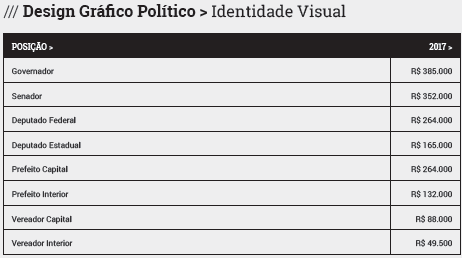 /// Design Gráfico Político > Identidade Visual
POSIÇÃO > 2017 >
Governador R$ 385.000
Senador R$ 352.000
Deputado Federal R$ 264.000
Deputado Estadual R$ 165.000
Prefeito Capital R$ 264.000
Prefeito Interior R$ 132.000
Vereador Capital R$ 88.000
Vereador Interior R$ 49.500